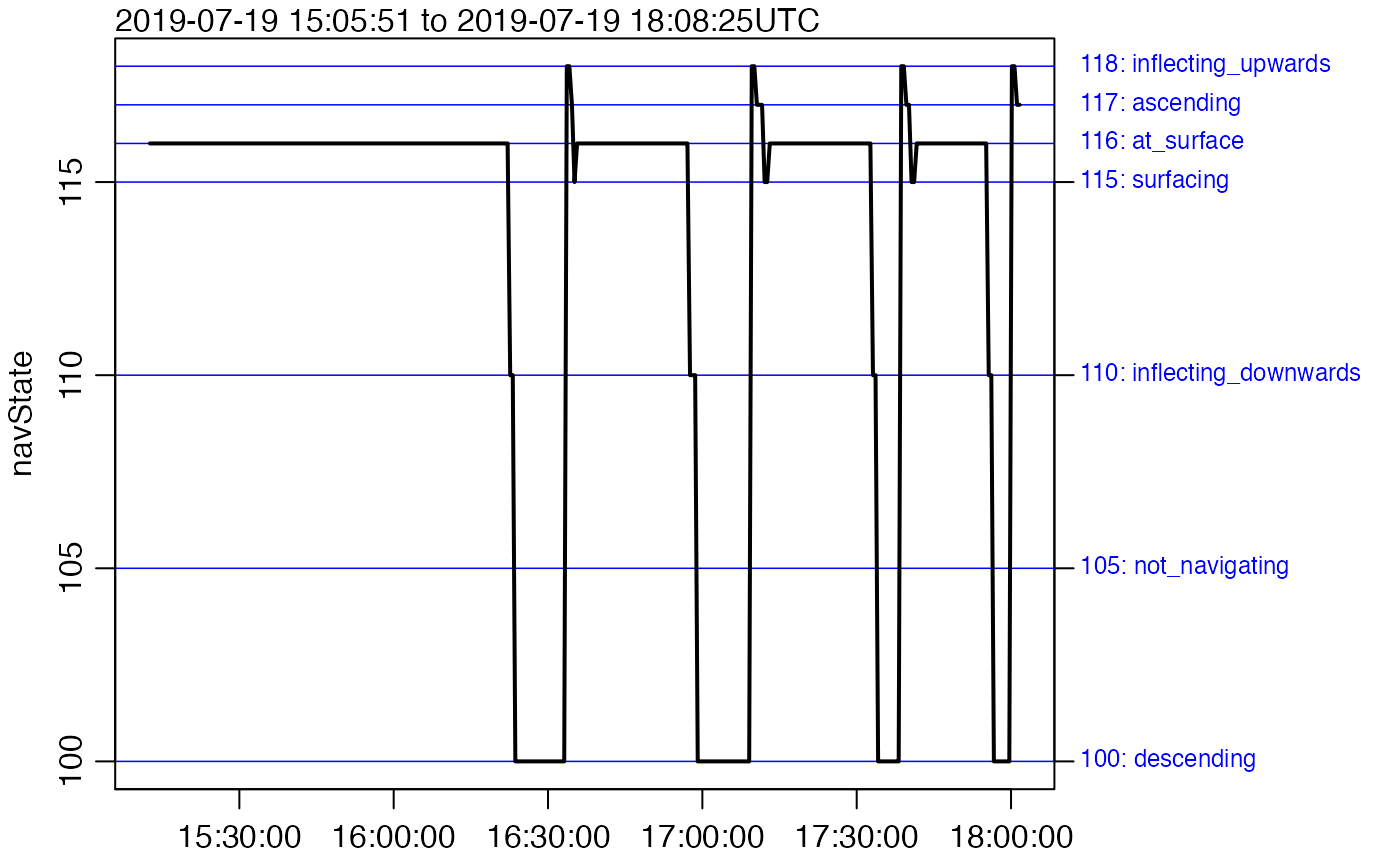 2019-07-19 15:05:51 to 2019-07-19 18:08:25UTC
118: inflecting_upwards
117: ascending
116: at_surface
115: surfacing
110: inflecting_downwards
105: not_navigating
100: descending
navState
115
110
105
100
15:30:00 16:00:00 16:30:00 17:00:00 17:30:00 18:00:00